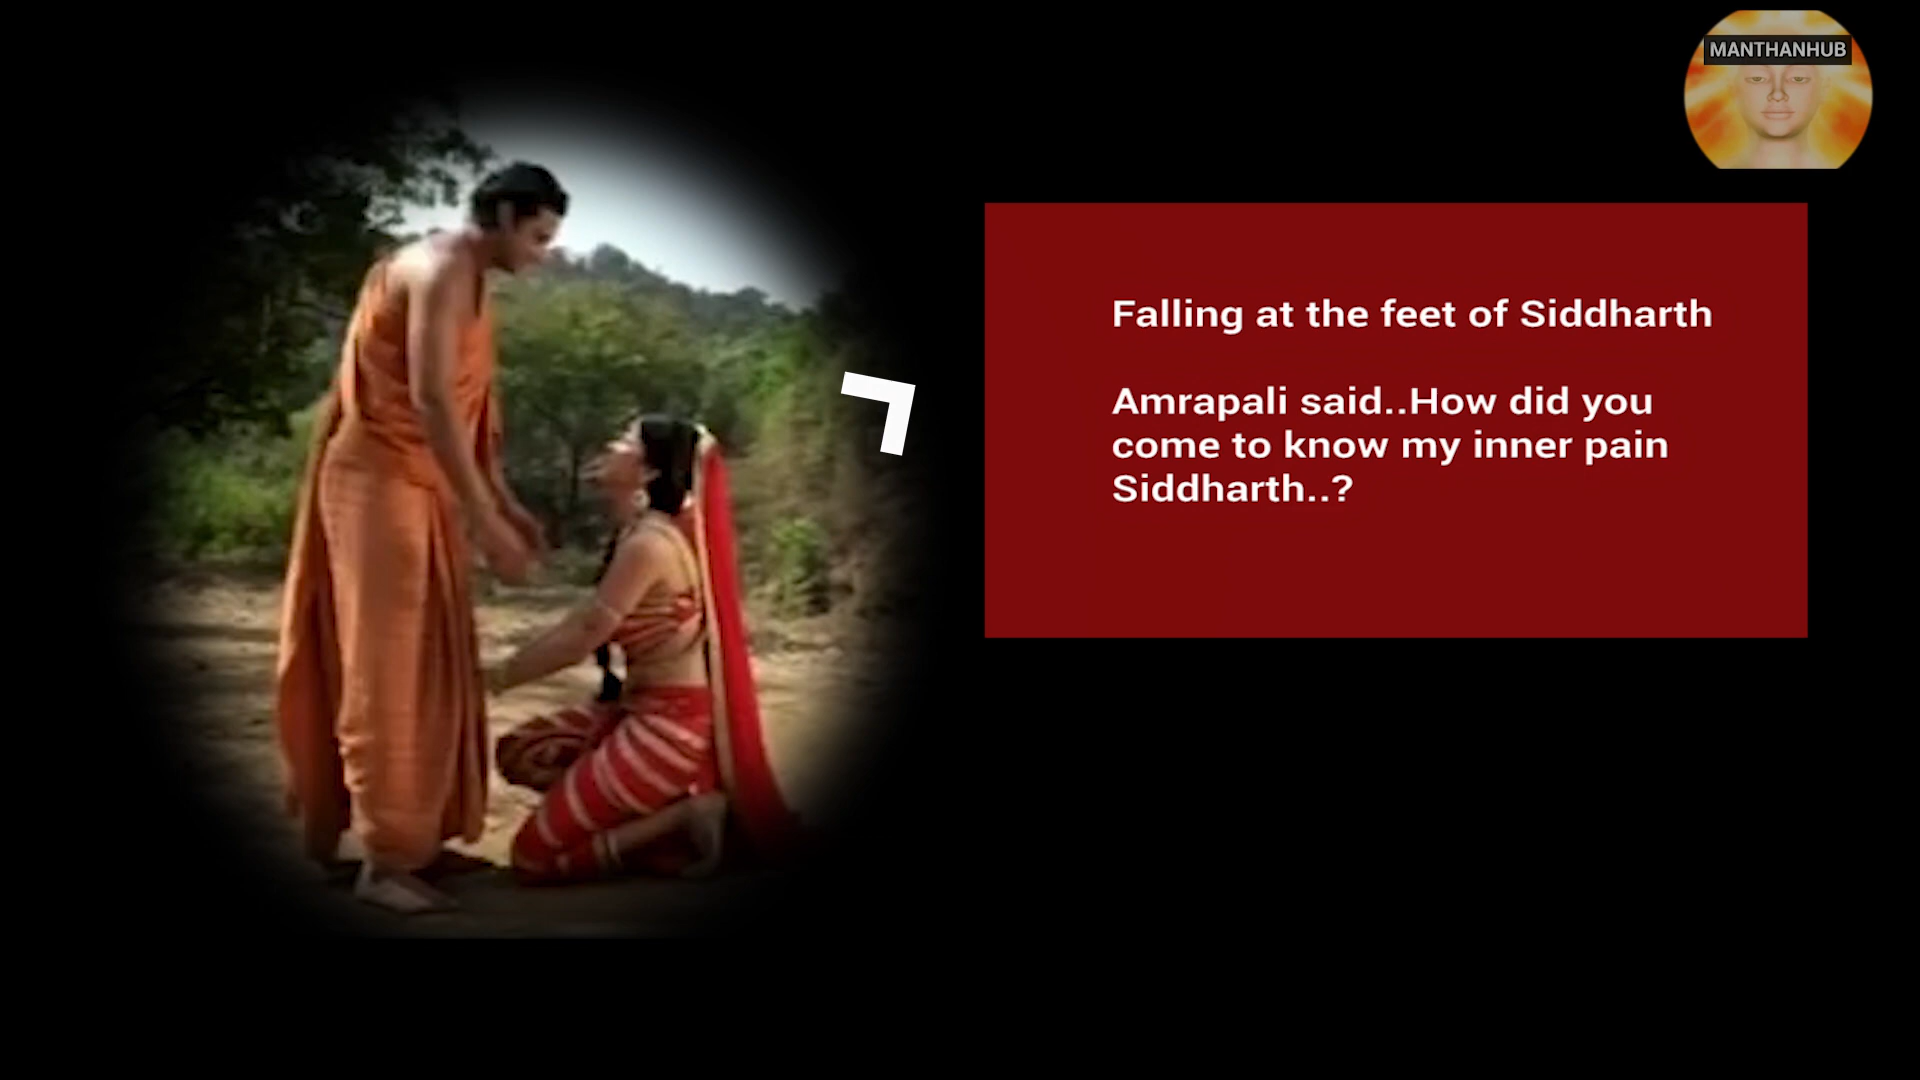 MANTHANHUB
Falling at the feet of Siddharth
Amrapali said..How did you
come to know my inner pain
Siddharth..?